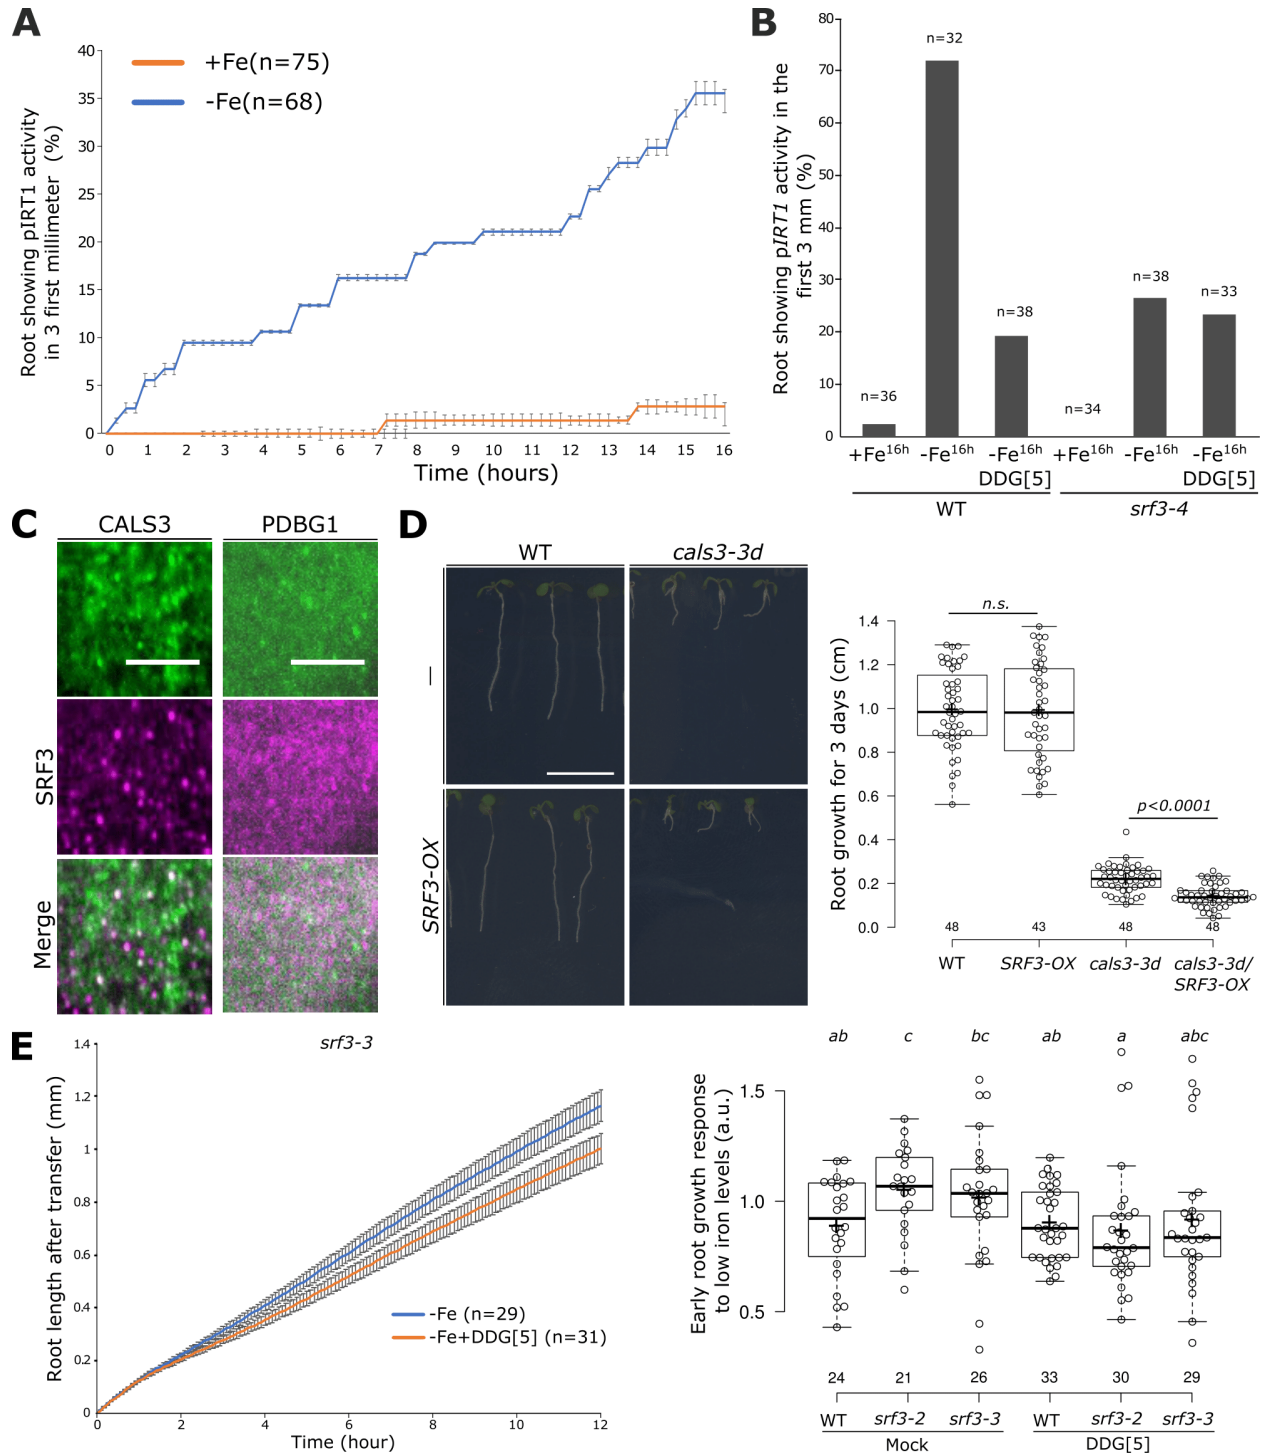 A
Root showing pIRT1 activity
in 3 first millimeter (%)
40
35
30
25
20
15
10
5
0
+Fe(n=75)
-Fe(n=68)
0 1 2 3 4 5 6 7 8 9 10 11 12 13 14 15 16
Time (hours)
B
Root showing pIRT1 activity in the
first 3 mm (%)
80
70
60
50
40
30
20
10
0
n=36
n=32
n=38
n=34
n=38
n=33
+Fe16h -Fe16h -Fe16h +Fe16h -Fe16h -Fe16h
DDG[5] DDG[5]
WT srf3-4
C
CALS3 PDBG1
SRF3
Merge
D
WT cals3-3d
—
SRF3-OX
Root growth for 3 days (cm)
1.4
1.2
1.0
0.8
0.6
0.4
0.2
0.0
n.s.
p<0.0001
48 43 48 48
WT SRF3-OX cals3-3d cals3-3d/
SRF3-OX
E
srf3-3
Root length after transfer (mm)
1.4
1.2
1
0.8
0.6
0.4
0.2
0
-Fe (n=29)
-Fe+DDG[5] (n=31)
0 2 4 6 8 10 12
Time (hour)
Early root growth response
to low iron levels (a.u.)
1.5
1.0
0.5
ab c bc ab a abc
24 21 26 33 30 29
WT srf3-2 srf3-3 WT srf3-2 srf3-3
Mock DDG[5]